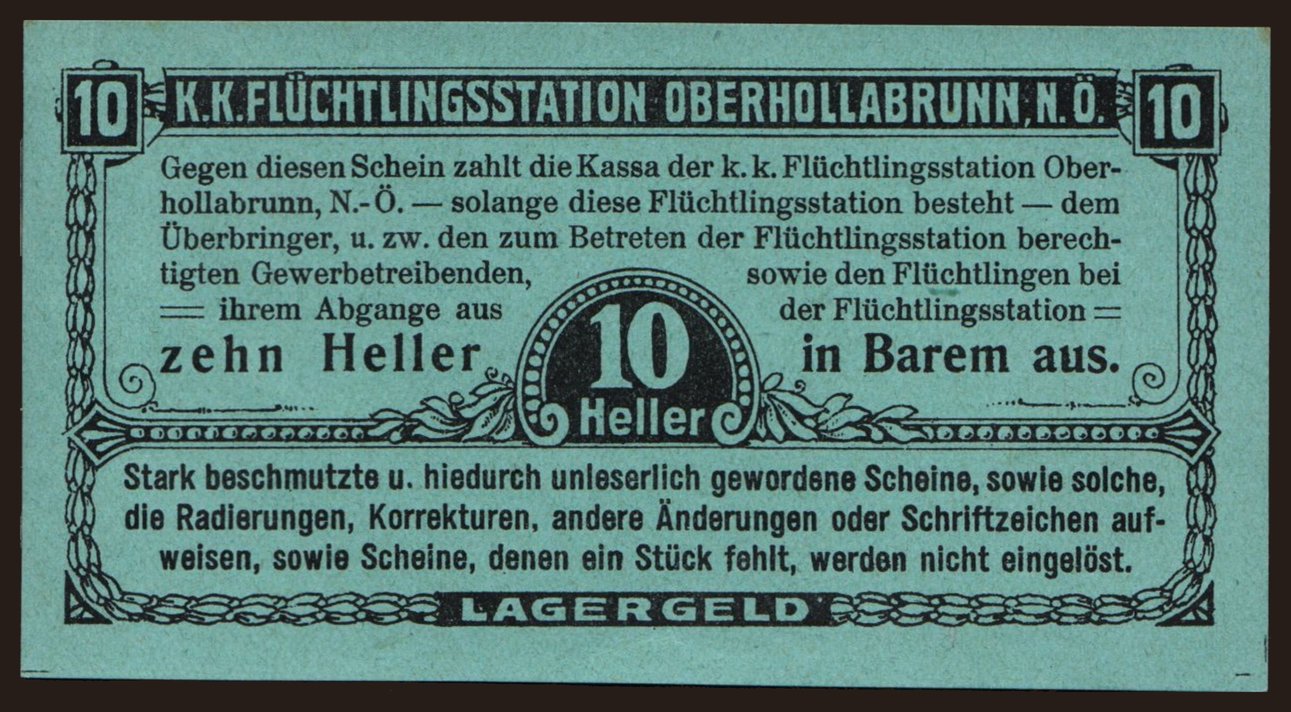 10 K.K. FLÜCHTLINGSSTATION OBERHOLLABRUNN, N.Ö. 10
Gegen diesen Schein zahlt die Kassa der k. k. Flüchtlingsstation Ober-
hollabrunn, N.-Ö. — solange diese Flüchtlingsstation besteht — dem
Überbringer, u. zw. den zum Betreten der Flüchtlingsstation berech-
tigten Gewerbetreibenden, sowie den Flüchtlingen bei
ihrem Abgange aus der Flüchtlingsstation
zehn Heller in Barem aus.
10
Heller
Stark beschmutzte u. hiedurch unleserlich gewordene Scheine, sowie solche,
die Radierungen, Korrekturen, andere Änderungen oder Schriftzeichen auf-
weisen, sowie Scheine, denen ein Stück fehlt, werden nicht eingelöst.
LAGERGELD